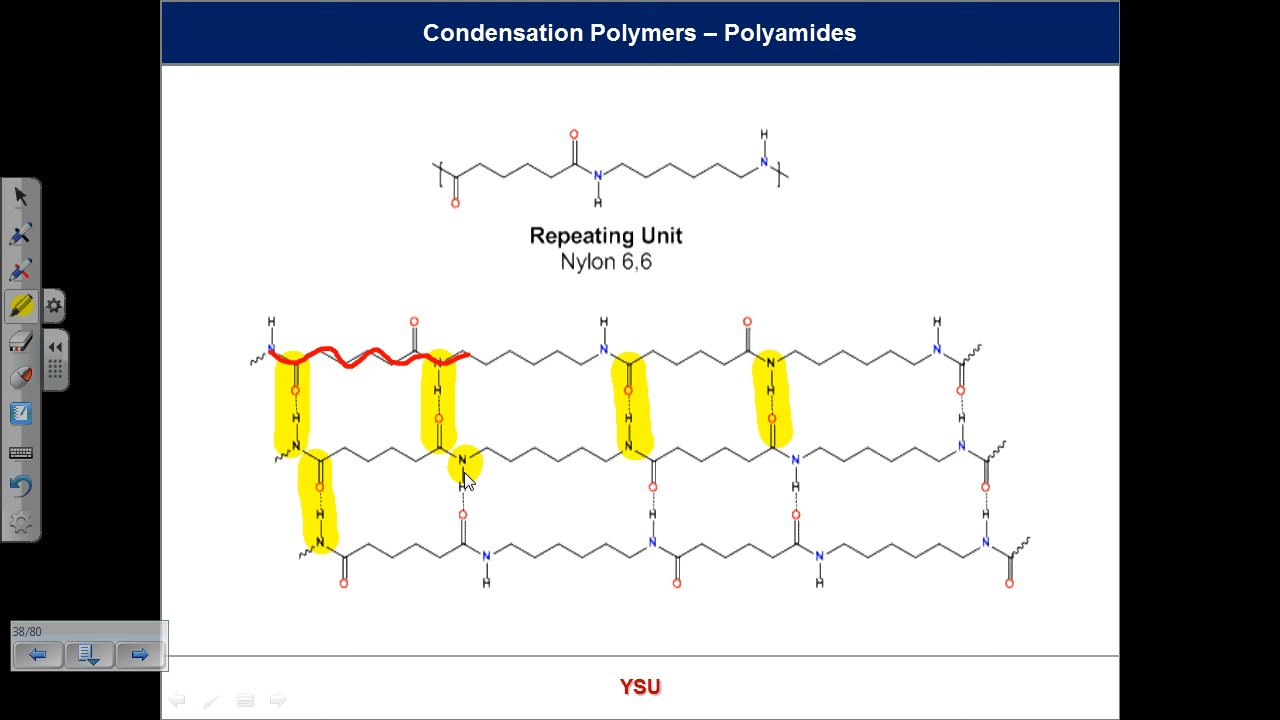 Condensation Polymers – Polyamides
H
O
N
O
H
Repeating Unit
Nylon 6,6
H O H O H
N N N N N
O H O H O
H O H O H
N N N N N
O H O H O
H O H O H
N N N N N
O H O H O
38/80
YSU